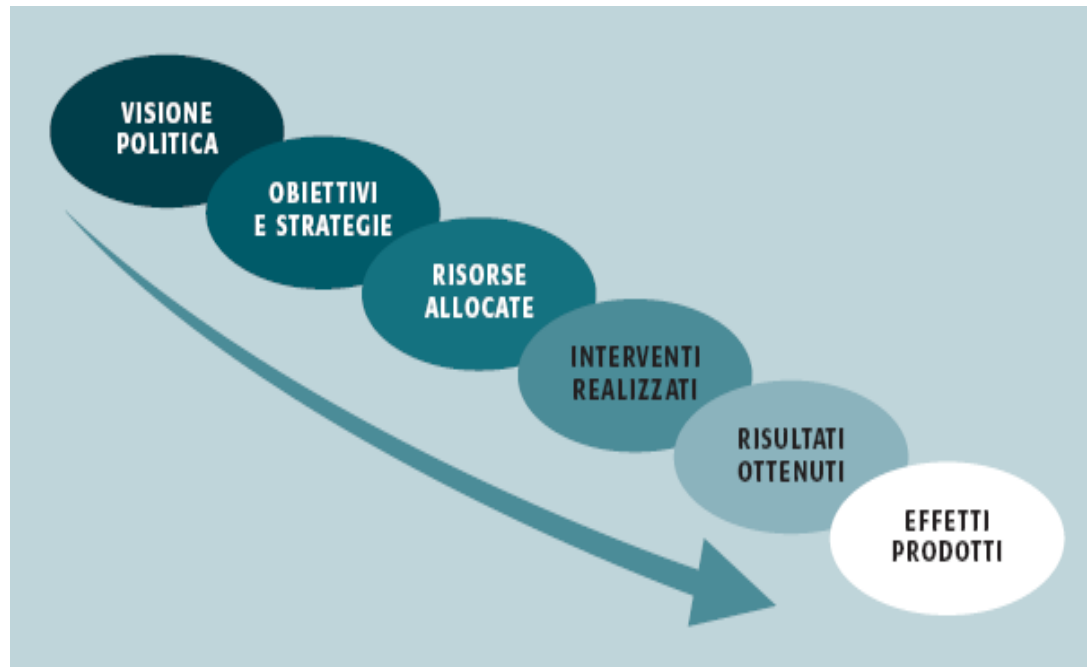 VISIONE
POLITICA
OBIETTIVI
E STRATEGIE
RISORSE
ALLOCATE
INTERVENTI
REALIZZATI
RISULTATI
OTTENUTI
EFFETTI
PRODOTTI